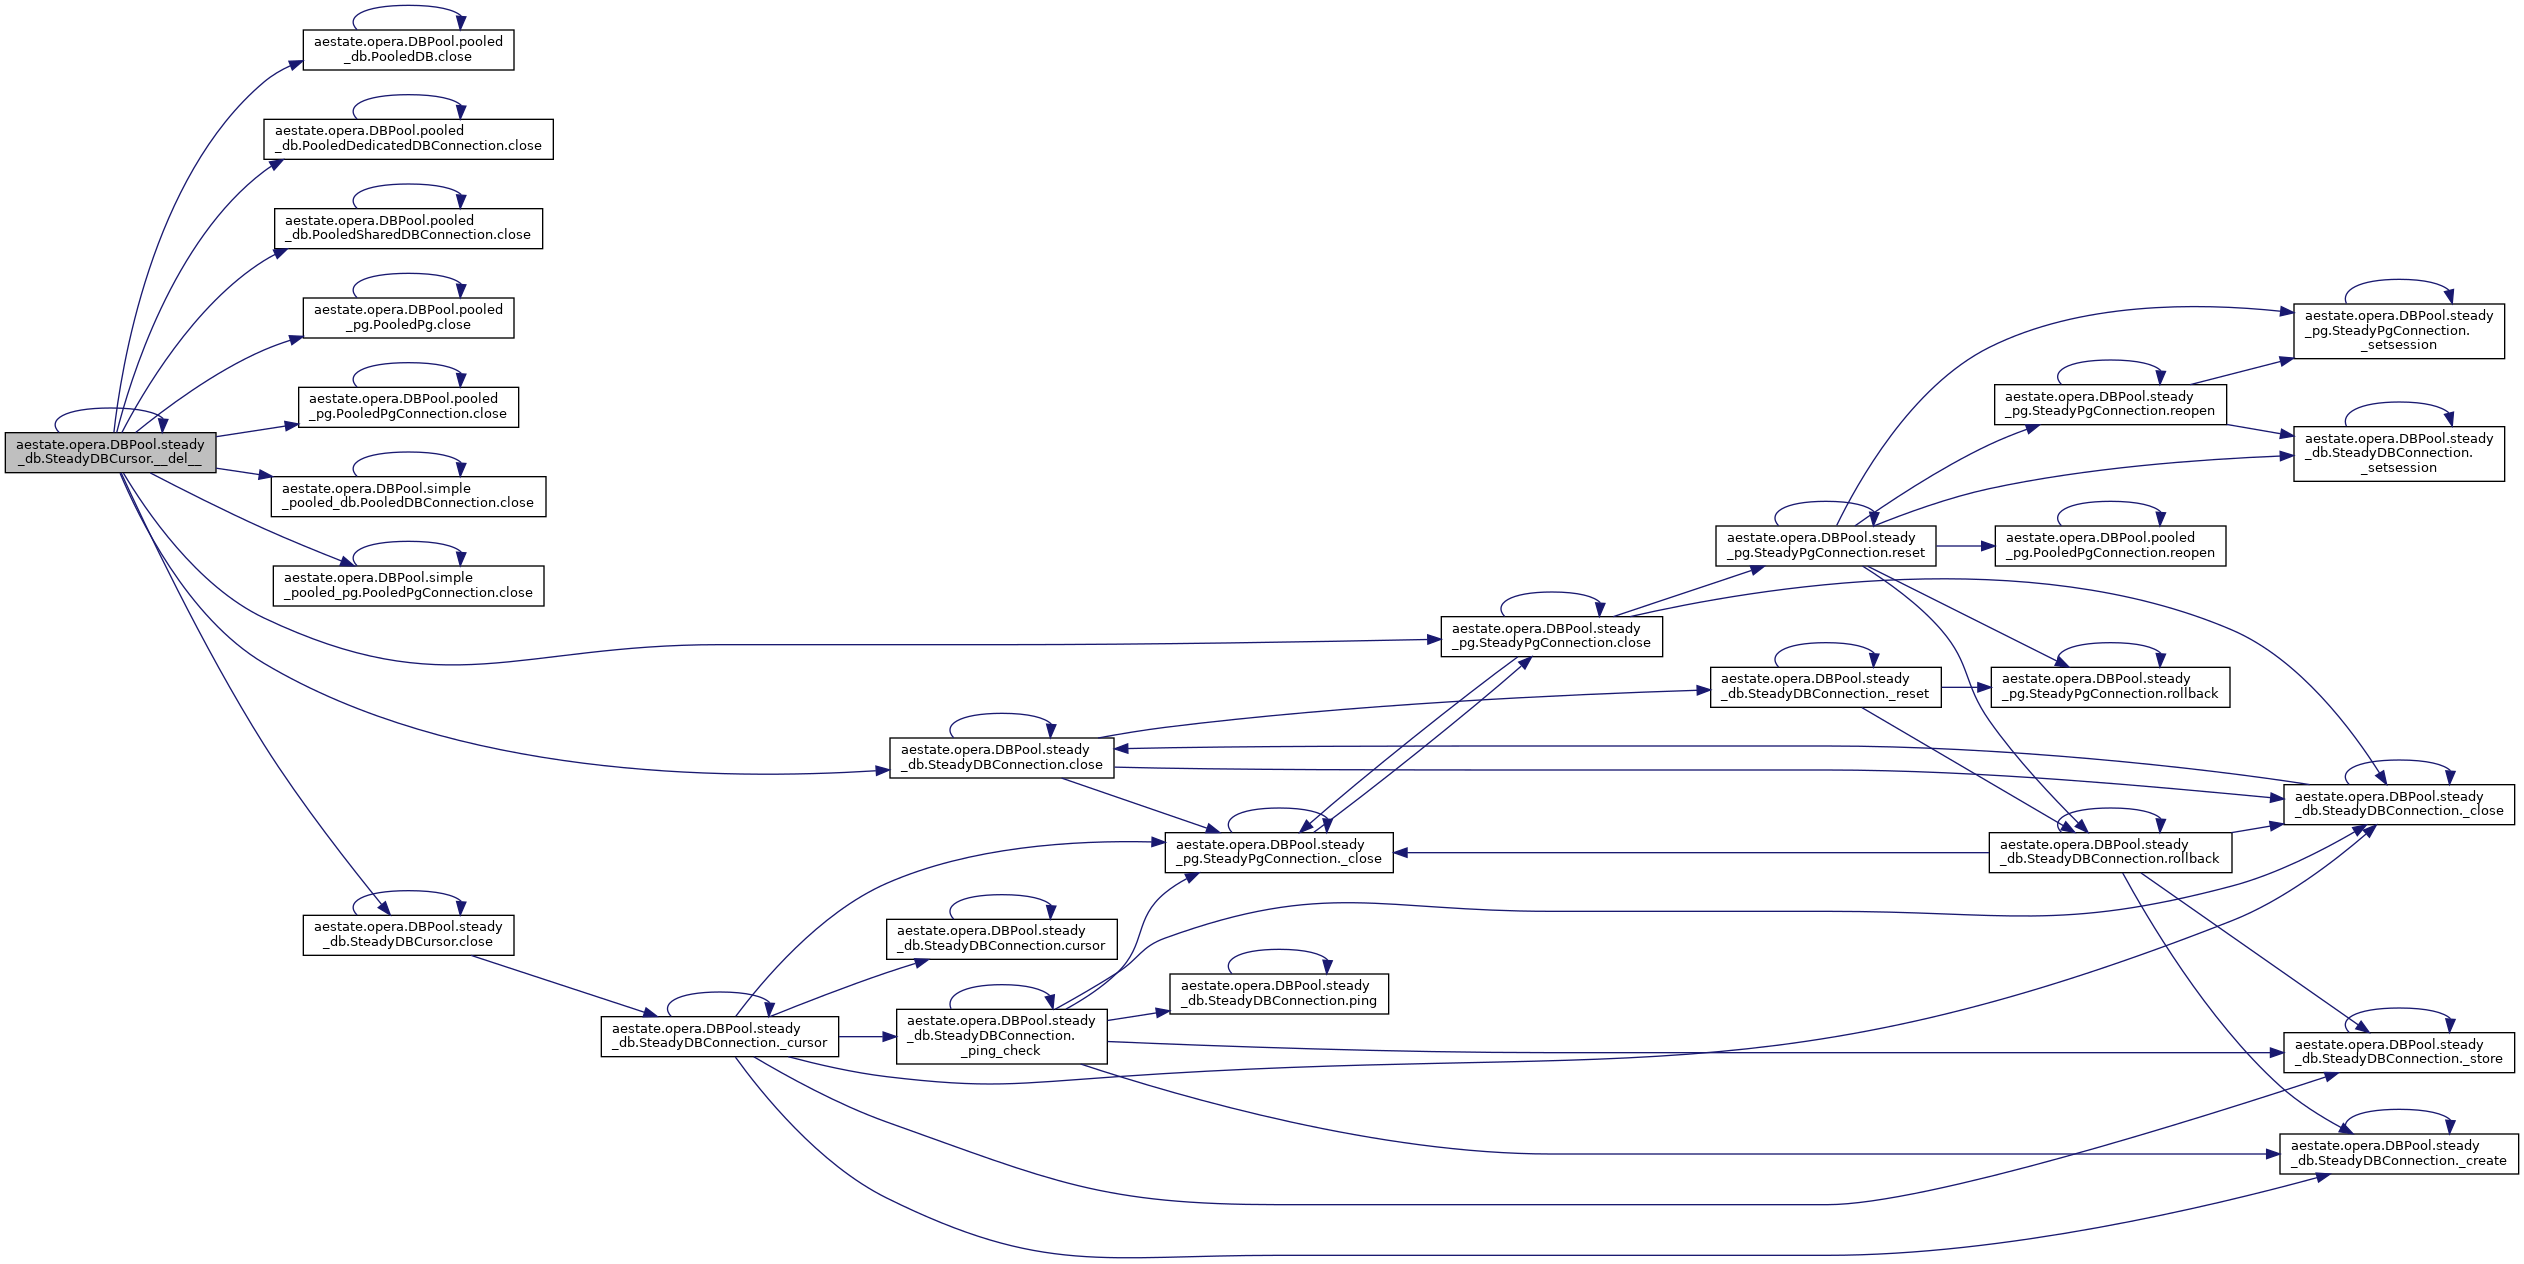 aestate.opera.DBPool.pooled
_db.PooledDB.close
aestate.opera.DBPool.pooled
_db.PooledDedicatedDBConnection.close
aestate.opera.DBPool.pooled
_db.PooledSharedDBConnection.close
aestate.opera.DBPool.pooled
_pg.PooledPg.close
aestate.opera.DBPool.pooled
_pg.PooledPgConnection.close
aestate.opera.DBPool.steady
_db.SteadyDBCursor.__del__
aestate.opera.DBPool.simple
_pooled_db.PooledDBConnection.close
aestate.opera.DBPool.simple
_pooled_pg.PooledPgConnection.close
aestate.opera.DBPool.steady
_db.SteadyDBCursor.close
aestate.opera.DBPool.steady
_db.SteadyDBConnection._cursor
aestate.opera.DBPool.steady
_db.SteadyDBConnection.close
aestate.opera.DBPool.steady
_db.SteadyDBConnection.cursor
aestate.opera.DBPool.steady
_db.SteadyDBConnection.
_ping_check
aestate.opera.DBPool.steady
_pg.SteadyPgConnection._close
aestate.opera.DBPool.steady
_db.SteadyDBConnection.ping
aestate.opera.DBPool.steady
_pg.SteadyPgConnection.close
aestate.opera.DBPool.steady
_pg.SteadyPgConnection.reset
aestate.opera.DBPool.steady
_db.SteadyDBConnection._reset
aestate.opera.DBPool.steady
_pg.SteadyPgConnection.reopen
aestate.opera.DBPool.pooled
_pg.PooledPgConnection.reopen
aestate.opera.DBPool.steady
_pg.SteadyPgConnection.rollback
aestate.opera.DBPool.steady
_db.SteadyDBConnection.rollback
aestate.opera.DBPool.steady
_pg.SteadyPgConnection.
_setsession
aestate.opera.DBPool.steady
_db.SteadyDBConnection.
_setsession
aestate.opera.DBPool.steady
_db.SteadyDBConnection._close
aestate.opera.DBPool.steady
_db.SteadyDBConnection._store
aestate.opera.DBPool.steady
_db.SteadyDBConnection._create